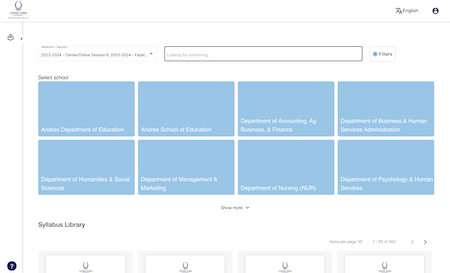 English
Semester / Session
2023-2024 - Center/Online Session 6, 2023-2024 - Fayet...
Looking for something...
Filters
Select school
Andres Department of Education
Andres School of Education
Department of Accounting, Ag Business, & Finance
Department of Business & Human Services Administration
Department of Humanities & Social Sciences
Department of Management & Marketing
Department of Nursing (NUR)
Department of Psychology & Human Services
Show more
Syllabus Library
Items per page 50
1 - 50 of 383
?